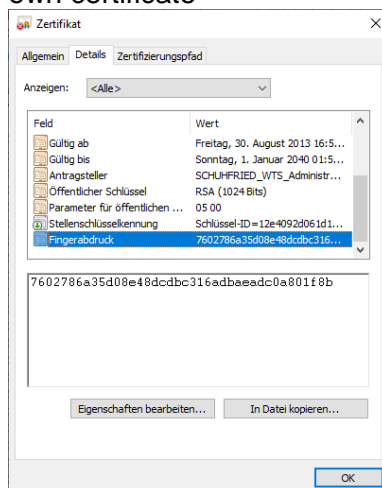 own certificate
Zertifikat
Allgemein Details Zertifizierungspfad
Anzeigen: <Alle>
Feld Wert
Gültig ab Freitag, 30. August 2013 16:5...
Gültig bis Sonntag, 1. Januar 2040 01:5...
Antragsteller SCHUHFRIED_WTS_Administr...
Öffentlicher Schlüssel RSA (1024 Bits)
Parameter für öffentlichen ... 05 00
Stellenschlüsselkennung Schlüssel-ID=12e4092d061d1...
Fingerabdruck 7602786a35d08e48dcdbc316...
7602786a35d08e48dcdbc316adbaeadc0a801f8b
Eigenschaften bearbeiten... In Datei kopieren...
OK